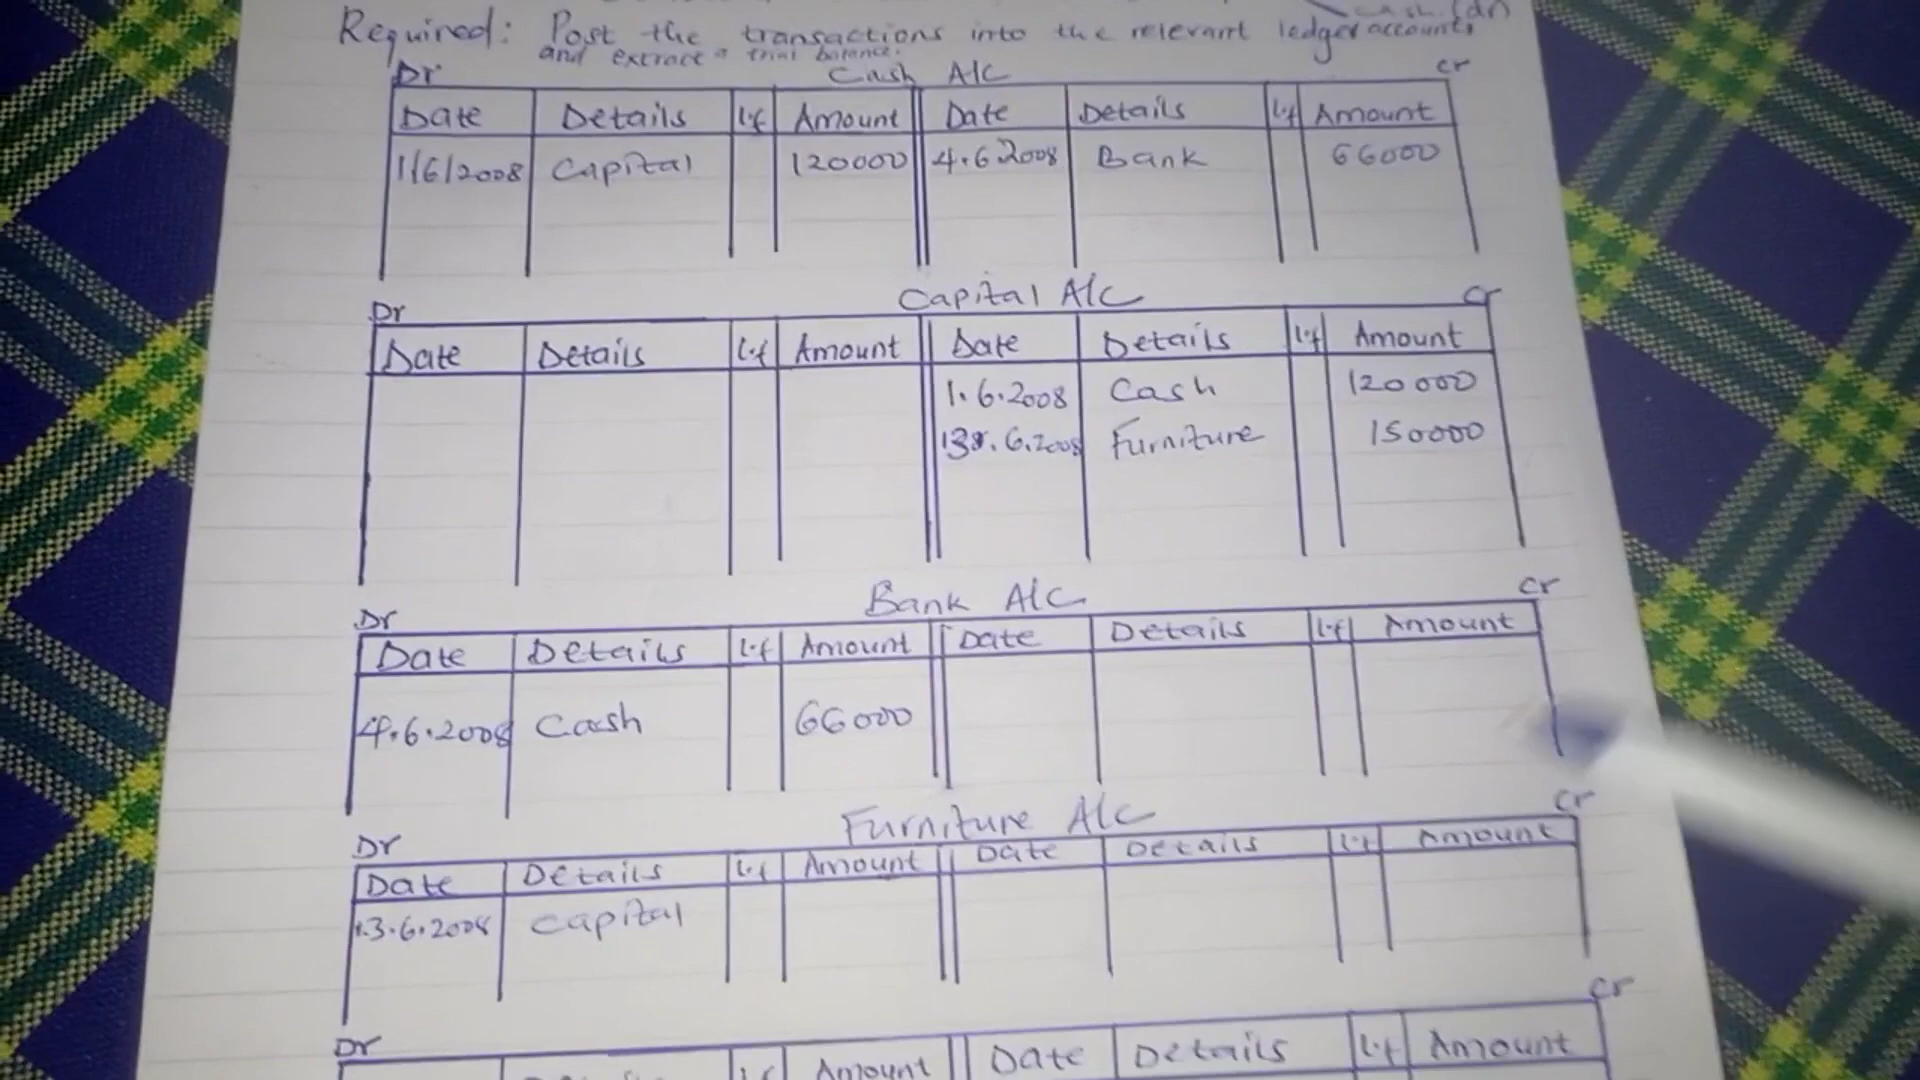 Required: Post the transactions into the relevant ledger accounts
and extract a trial balance.
Dr Cash A/C Cr
Date Details l.f Amount Date Details l.f Amount
1/6/2008 Capital 120000 4.6.2008 Bank 66000
Dr Capital A/C Cr
Date Details l.f Amount Date Details l.f Amount
1.6.2008 Cash 120000
Furniture 150000
Dr Bank A/C Cr
Date Details l.f Amount Date Details l.f Amount
4.6.2008 Cash 66000
Dr Furniture A/C Cr
Date Details l.f Amount Date Details l.f Amount
13.6.2008 Capital
Dr Cr
l.f Amount Date Details l.f Amount